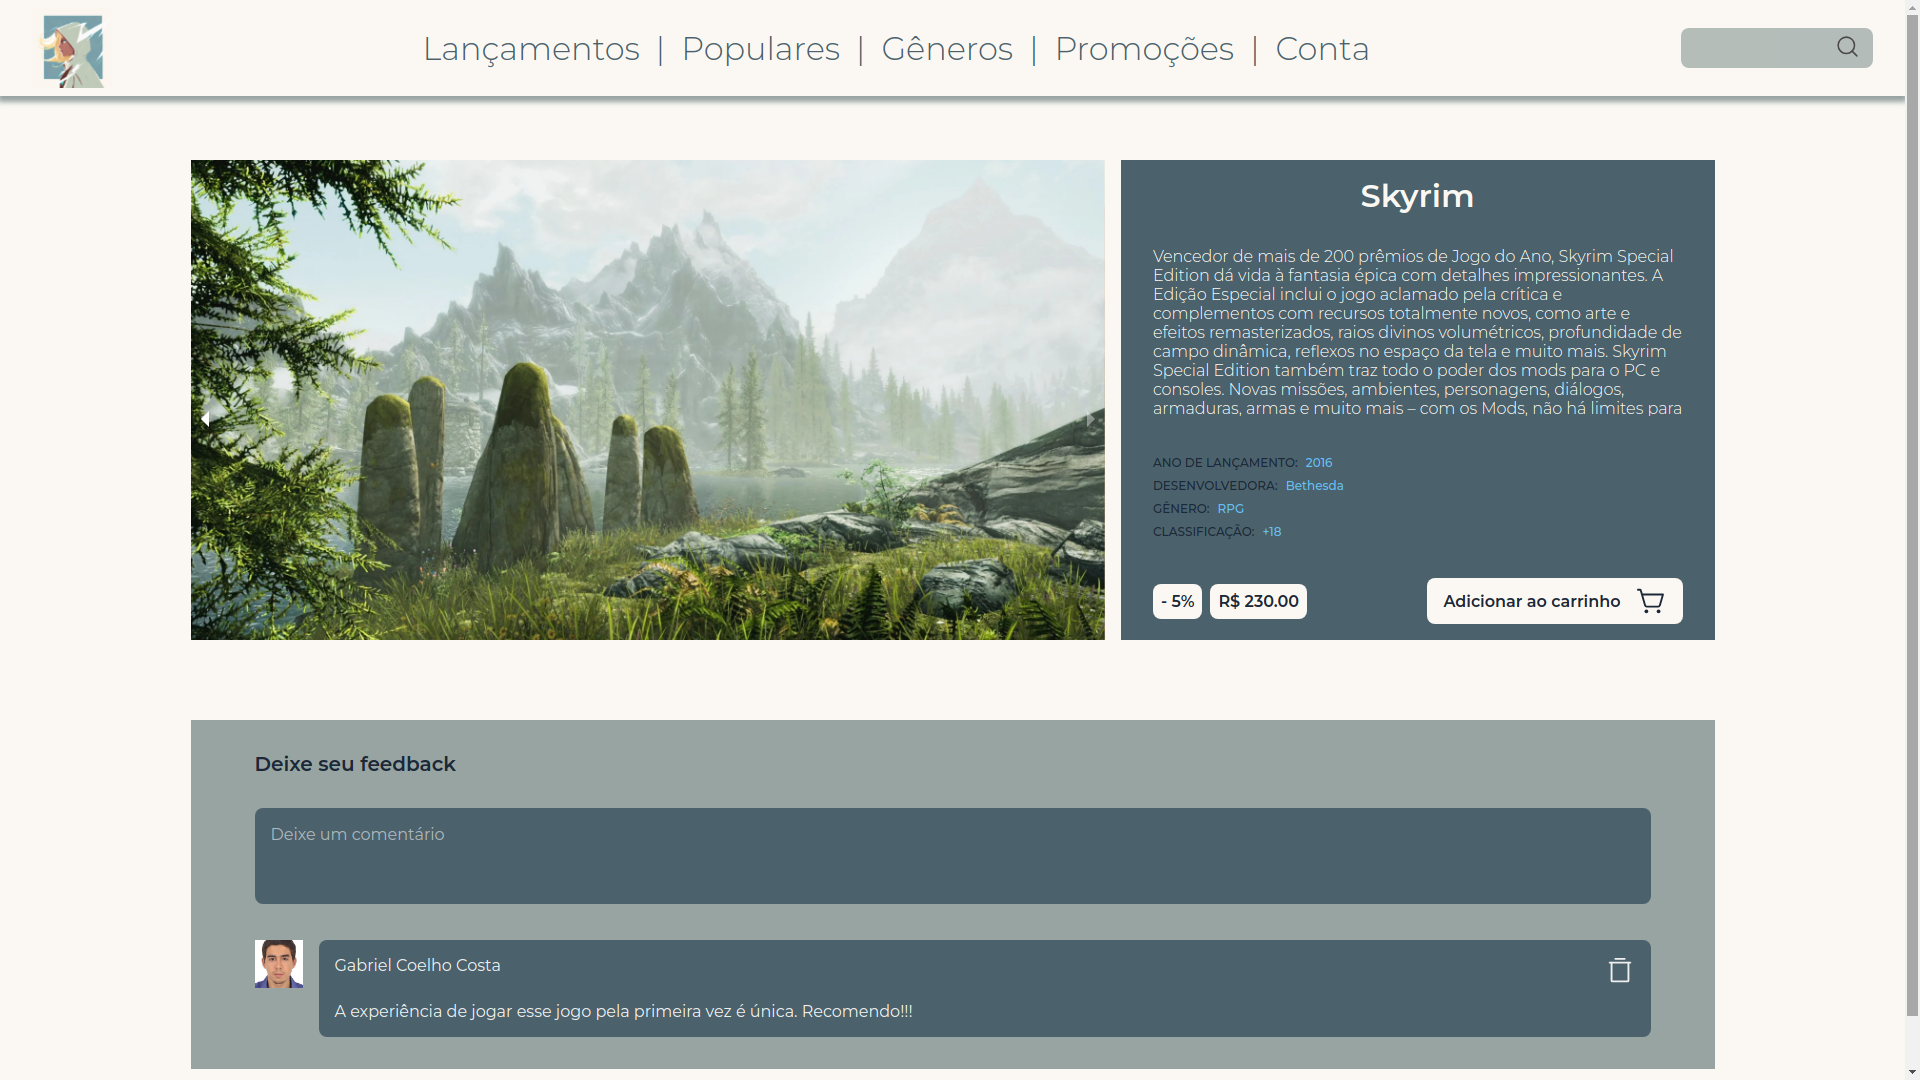 Lançamentos | Populares | Gêneros | Promoções | Conta
Skyrim
Vencedor de mais de 200 prêmios de Jogo do Ano, Skyrim Special
Edition dá vida à fantasia épica com detalhes impressionantes. A
Edição Especial inclui o jogo aclamado pela crítica e
complementos com recursos totalmente novos, como arte e
efeitos remasterizados, raios divinos volumétricos, profundidade de
campo dinâmica, reflexos no espaço da tela e muito mais. Skyrim
Special Edition também traz todo o poder dos mods para o PC e
consoles. Novas missões, ambientes, personagens, diálogos,
armaduras, armas e muito mais – com os Mods, não há limites para
ANO DE LANÇAMENTO: 2016
DESENVOLVEDORA: Bethesda
GÊNERO: RPG
CLASSIFICAÇÃO: +18
- 5% R$ 230.00 Adicionar ao carrinho
Deixe seu feedback
Deixe um comentário
Gabriel Coelho Costa
A experiência de jogar esse jogo pela primeira vez é única. Recomendo!!!